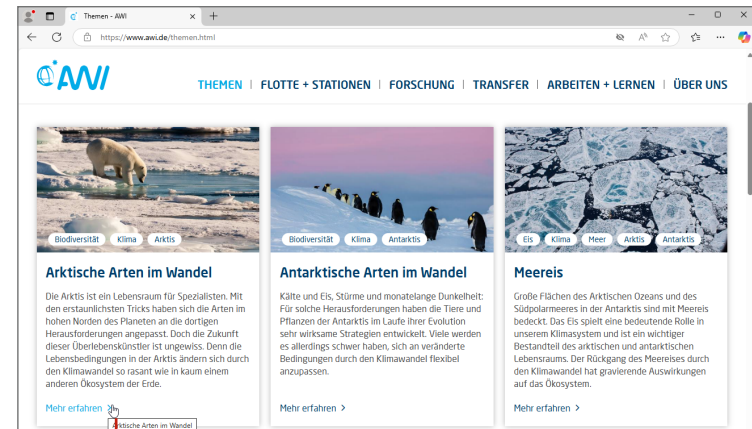 Themen - AWI
https://www.awi.de/themen.html
AWI
THEMEN | FLOTTE + STATIONEN | FORSCHUNG | TRANSFER | ARBEITEN + LERNEN | ÜBER UNS
Biodiversität Klima Arktis
Arktische Arten im Wandel
Die Arktis ist ein Lebensraum für Spezialisten. Mit
den erstaunlichsten Tricks haben sich die Arten im
hohen Norden des Planeten an die dortigen
Herausforderungen angepasst. Doch die Zukunft
dieser Überlebenskünstler ist ungewiss. Denn die
Lebensbedingungen in der Arktis ändern sich durch
den Klimawandel so rasant wie in kaum einem
anderen Ökosystem der Erde.
Mehr erfahren >
Arktische Arten im Wandel
Biodiversität Klima Antarktis
Antarktische Arten im Wandel
Kälte und Eis, Stürme und monatelange Dunkelheit:
Für solche Herausforderungen haben die Tiere und
Pflanzen der Antarktis im Laufe ihrer Evolution
sehr wirksame Strategien entwickelt. Viele werden
es allerdings schwer haben, sich an veränderte
Bedingungen durch den Klimawandel flexibel
anzupassen.
Mehr erfahren >
Eis Klima Meer Arktis Antarktis
Meereis
Große Flächen des Arktischen Ozeans und des
Südpolarmeeres in der Antarktis sind mit Meereis
bedeckt. Das Eis spielt eine bedeutende Rolle in
unserem Klimasystem und ist ein wichtiger
Bestandteil des arktischen und antarktischen
Lebensraums. Der Rückgang des Meereises durch
den Klimawandel hat gravierende Auswirkungen
auf das Ökosystem.
Mehr erfahren >